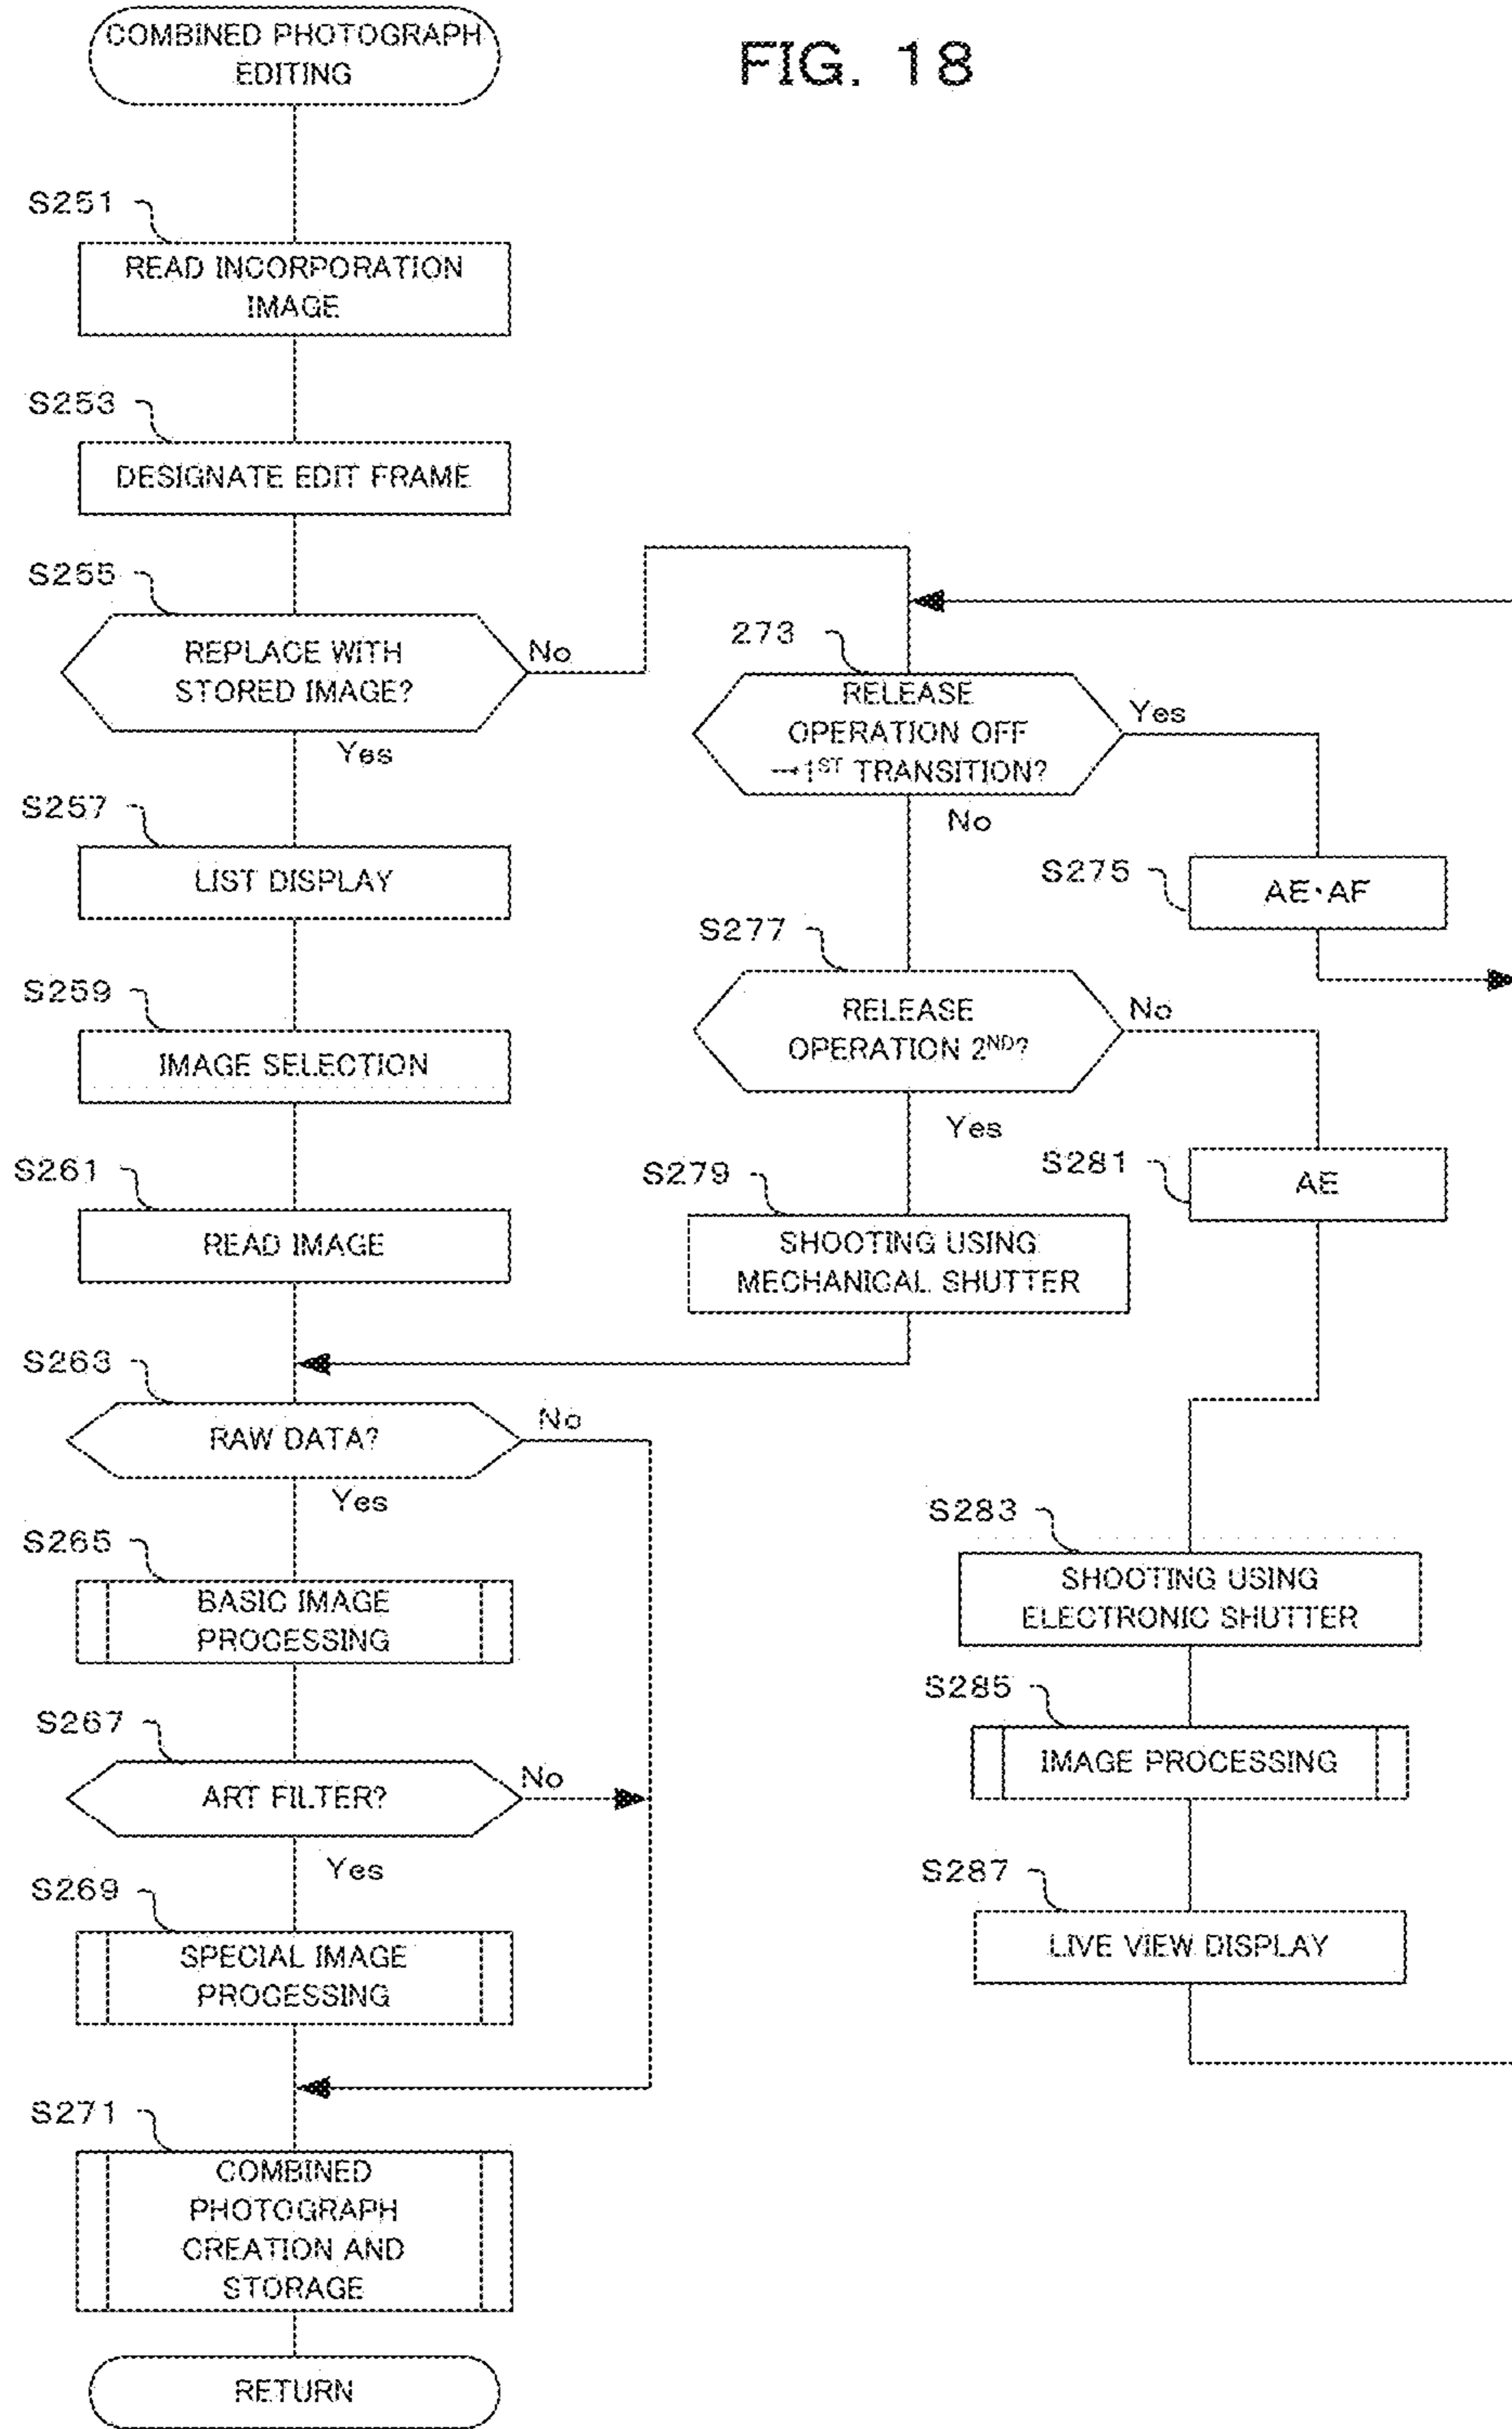 COMBINED PHOTOGRAPH
EDITING
FIG. 18
S251
READ INCORPORATION
IMAGE
S253
DESIGNATE EDIT FRAME
S255
REPLACE WITH
STORED IMAGE?
No
Yes
S257
LIST DISPLAY
S259
IMAGE SELECTION
S261
READ IMAGE
S263
RAW DATA?
No
Yes
S265
BASIC IMAGE
PROCESSING
S267
ART FILTER?
No
Yes
S269
SPECIAL IMAGE
PROCESSING
S271
COMBINED
PHOTOGRAPH
CREATION AND
STORAGE
RETURN
273
RELEASE
OPERATION OFF
→1ST TRANSITION?
Yes
No
S275
AE·AF
S277
RELEASE
OPERATION 2ND?
No
Yes
S279
SHOOTING USING
MECHANICAL SHUTTER
S281
AE
S283
SHOOTING USING
ELECTRONIC SHUTTER
S285
IMAGE PROCESSING
S287
LIVE VIEW DISPLAY